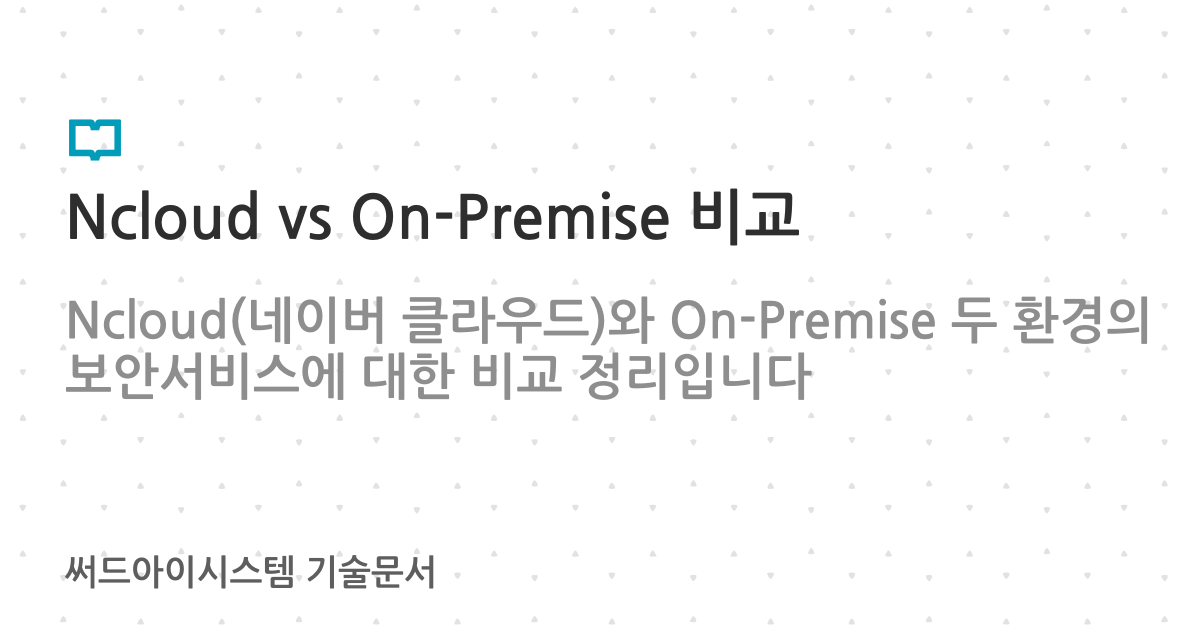 Ncloud vs On-Premise 비교
Ncloud(네이버 클라우드)와 On-Premise 두 환경의
보안서비스에 대한 비교 정리입니다
써드아이시스템 기술문서